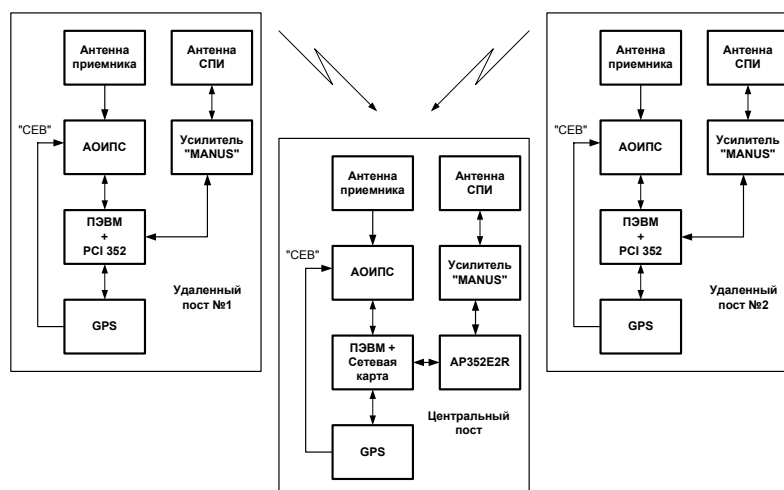 Антенна
приемника
Антенна
СПИ
"СЕВ"
АОИПС
Усилитель
"MANUS"
ПЭВМ
+
PCI 352
Удаленный
пост №1
GPS
Антенна
приемника
Антенна
СПИ
"СЕВ"
АОИПС
Усилитель
"MANUS"
ПЭВМ +
Сетевая
карта
AP352E2R
Центральный
пост
GPS
Антенна
приемника
Антенна
СПИ
"СЕВ"
АОИПС
Усилитель
"MANUS"
ПЭВМ
+
PCI 352
Удаленный
пост №2
GPS